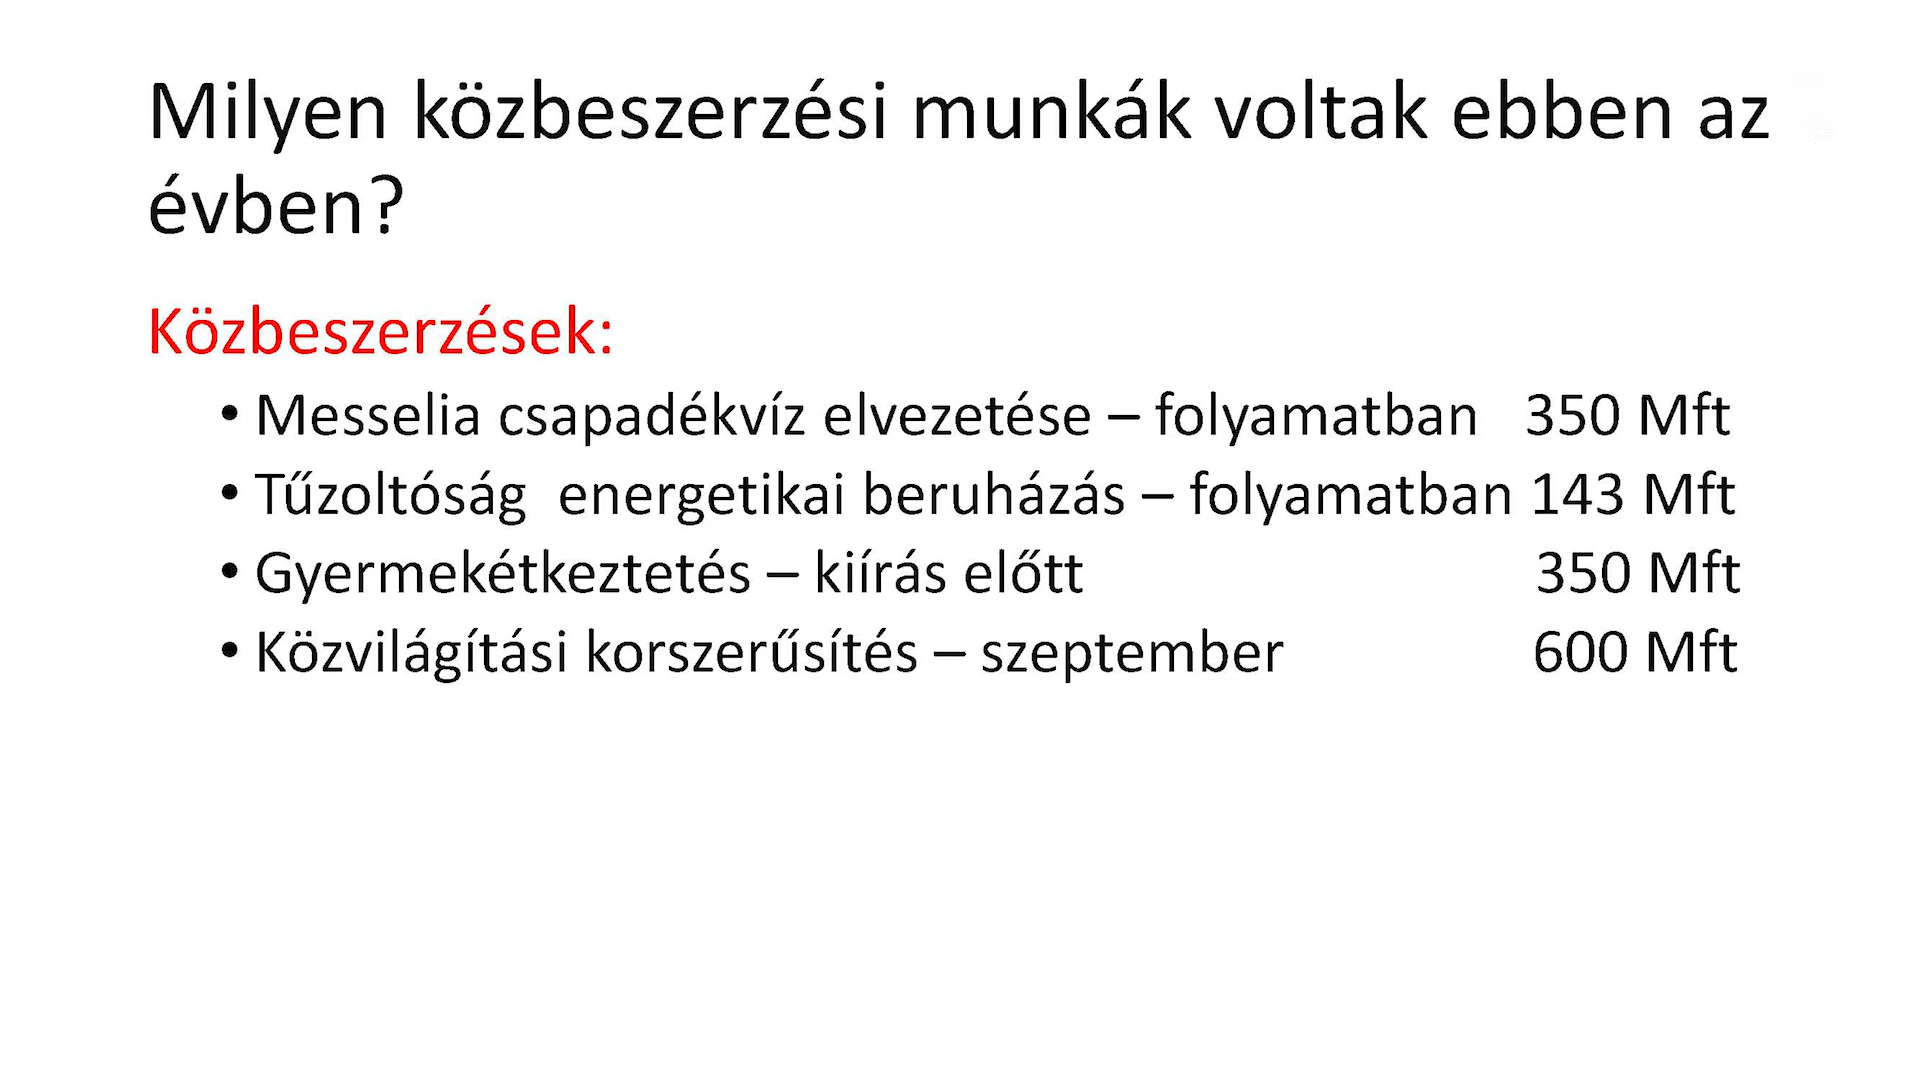 Milyen közbeszerzési munkák voltak ebben az
évben?
Közbeszerzések:
• Messelia csapadékvíz elvezetése – folyamatban 350 Mft
• Tűzoltóság energetikai beruházás – folyamatban 143 Mft
• Gyermekétkeztetés – kiírás előtt 350 Mft
• Közvilágítási korszerűsítés – szeptember 600 Mft